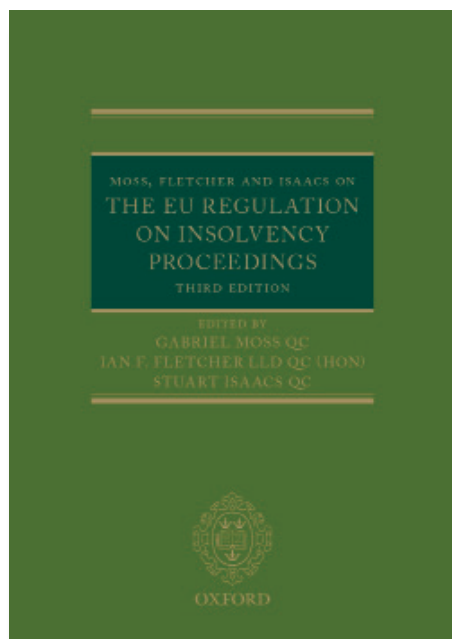 MOSS, FLETCHER AND ISAACS ON
THE EU REGULATION
ON INSOLVENCY
PROCEEDINGS
THIRD EDITION
EDITED BY
GABRIEL MOSS QC
IAN F. FLETCHER LLD QC (HON)
STUART ISAACS QC
OXFORD